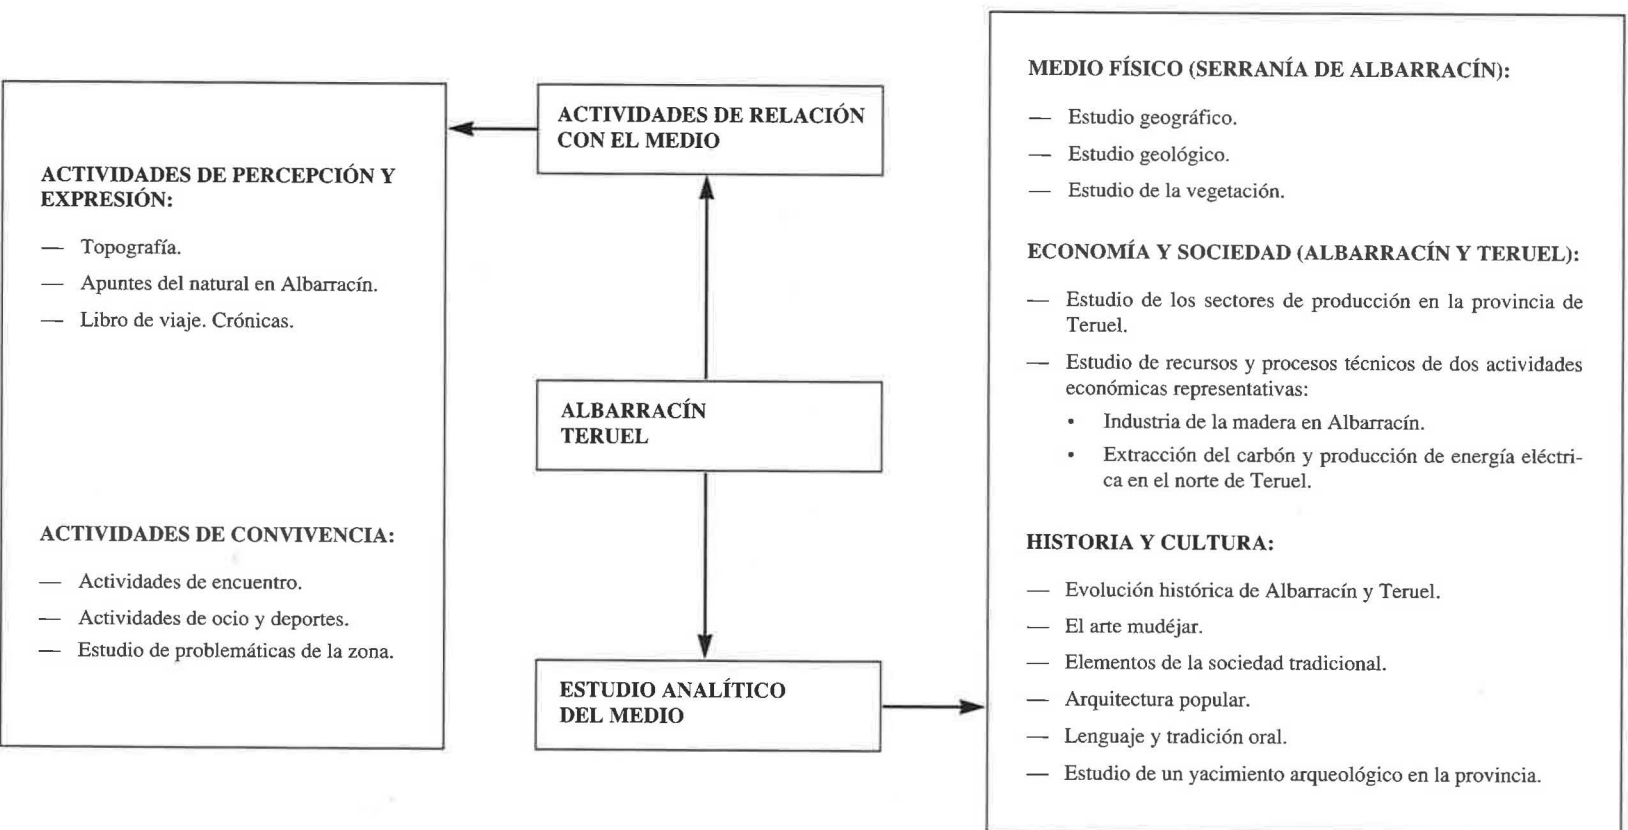 ACTIVIDADES DE PERCEPCIÓN Y
EXPRESIÓN:
— Topografía.
— Apuntes del natural en Albarracín.
— Libro de viaje. Crónicas.
ACTIVIDADES DE CONVIVENCIA:
— Actividades de encuentro.
— Actividades de ocio y deportes.
— Estudio de problemáticas de la zona.
ACTIVIDADES DE RELACIÓN
CON EL MEDIO
ALBARRACÍN
TERUEL
ESTUDIO ANALÍTICO
DEL MEDIO
MEDIO FÍSICO (SERRANÍA DE ALBARRACÍN):
— Estudio geográfico.
— Estudio geológico.
— Estudio de la vegetación.
ECONOMÍA Y SOCIEDAD (ALBARRACÍN Y TERUEL):
— Estudio de los sectores de producción en la provincia de
Teruel.
— Estudio de recursos y procesos técnicos de dos actividades
económicas representativas:
• Industria de la madera en Albarracín.
• Extracción del carbón y producción de energía eléctri-
ca en el norte de Teruel.
HISTORIA Y CULTURA:
— Evolución histórica de Albarracín y Teruel.
— El arte mudéjar.
— Elementos de la sociedad tradicional.
— Arquitectura popular.
— Lenguaje y tradición oral.
— Estudio de un yacimiento arqueológico en la provincia.